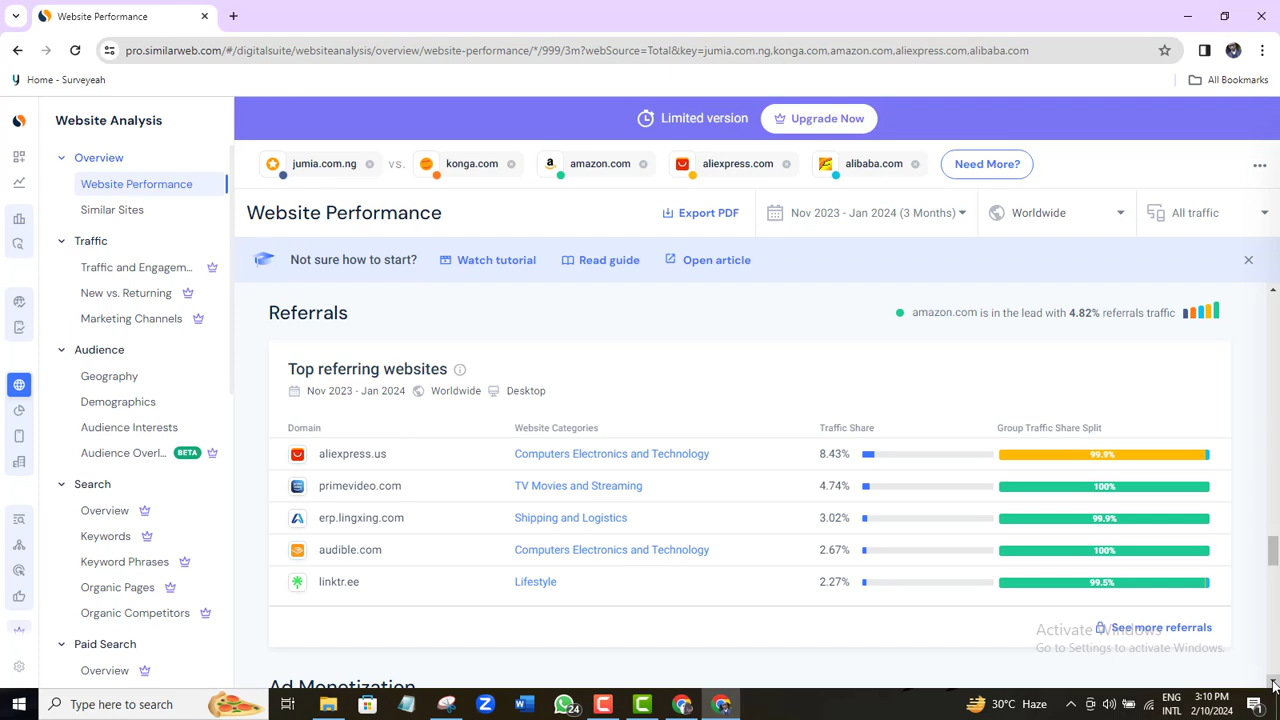 Website Performance
pro.similarweb.com/#/digitalsuite/websiteanalysis/overview/website-performance/*/999/3m?webSource=Total&key=jumia.com.ng,konga.com,amazon.com,aliexpress.com,alibaba.com
Home - Surveyeah
All Bookmarks
Website Analysis
Overview
Website Performance
Similar Sites
Traffic
Traffic and Engagem...
New vs. Returning
Marketing Channels
Audience
Geography
Demographics
Audience Interests
Audience Overl... BETA
Search
Overview
Keywords
Keyword Phrases
Organic Pages
Organic Competitors
Paid Search
Overview
Limited version
Upgrade Now
jumia.com.ng vs. konga.com amazon.com aliexpress.com alibaba.com Need More?
Website Performance Export PDF Nov 2023 - Jan 2024 (3 Months) Worldwide All traffic
Not sure how to start? Watch tutorial Read guide Open article
Referrals amazon.com is in the lead with 4.82% referrals traffic
Top referring websites
Nov 2023 - Jan 2024 Worldwide Desktop
Domain Website Categories Traffic Share Group Traffic Share Split
aliexpress.us Computers Electronics and Technology 8.43% 99.9%
primevideo.com TV Movies and Streaming 4.74% 100%
erp.lingxing.com Shipping and Logistics 3.02% 99.9%
audible.com Computers Electronics and Technology 2.67% 100%
linktr.ee Lifestyle 2.27% 99.5%
See more referrals
Activate Windows
Go to Settings to activate Windows.
Ad Monetization
Type here to search
24
30°C Haze
ENG
INTL
3:10 PM
2/10/2024
1